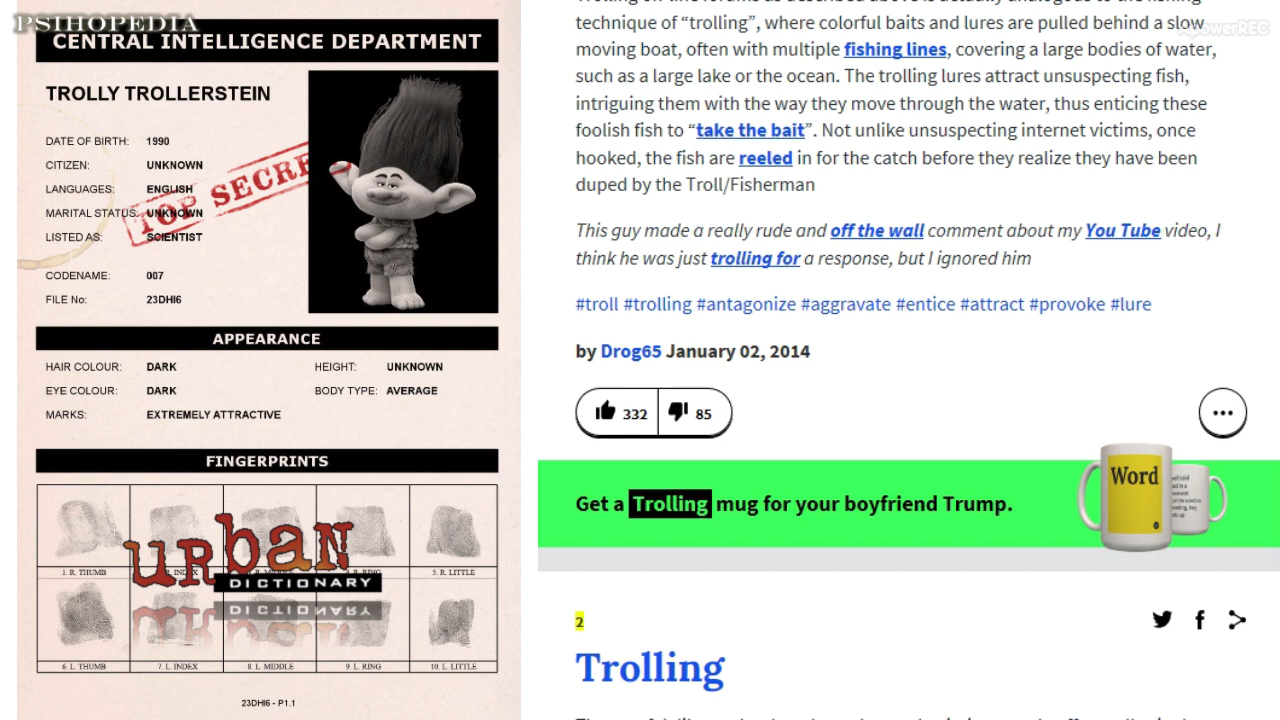 PSIHOPEDIA
CENTRAL INTELLIGENCE DEPARTMENT
TROLLY TROLLERSTEIN
DATE OF BIRTH: 1990
CITIZEN: UNKNOWN
LANGUAGES: ENGLISH
MARITAL STATUS: UNKNOWN
LISTED AS: SCIENTIST
TOP SECRE
CODENAME: 007
FILE No: 23DHI6
APPEARANCE
HAIR COLOUR: DARK HEIGHT: UNKNOWN
EYE COLOUR: DARK BODY TYPE: AVERAGE
MARKS: EXTREMELY ATTRACTIVE
FINGERPRINTS
1. R. THUMB 5. R. LITTLE
urban
DICTIONARY
6. L. THUMB 7. L. INDEX 8. L. MIDDLE 9. L. RING 10. L. LITTLE
23DHI6 - P1.1
ApowerREC
technique of “trolling”, where colorful baits and lures are pulled behind a slow
moving boat, often with multiple fishing lines, covering a large bodies of water,
such as a large lake or the ocean. The trolling lures attract unsuspecting fish,
intriguing them with the way they move through the water, thus enticing these
foolish fish to “take the bait”. Not unlike unsuspecting internet victims, once
hooked, the fish are reeled in for the catch before they realize they have been
duped by the Troll/Fisherman
This guy made a really rude and off the wall comment about my You Tube video, I
think he was just trolling for a response, but I ignored him
#troll #trolling #antagonize #aggravate #entice #attract #provoke #lure
by Drog65 January 02, 2014
332 85
Get a Trolling mug for your boyfriend Trump.
Word
2
Trolling